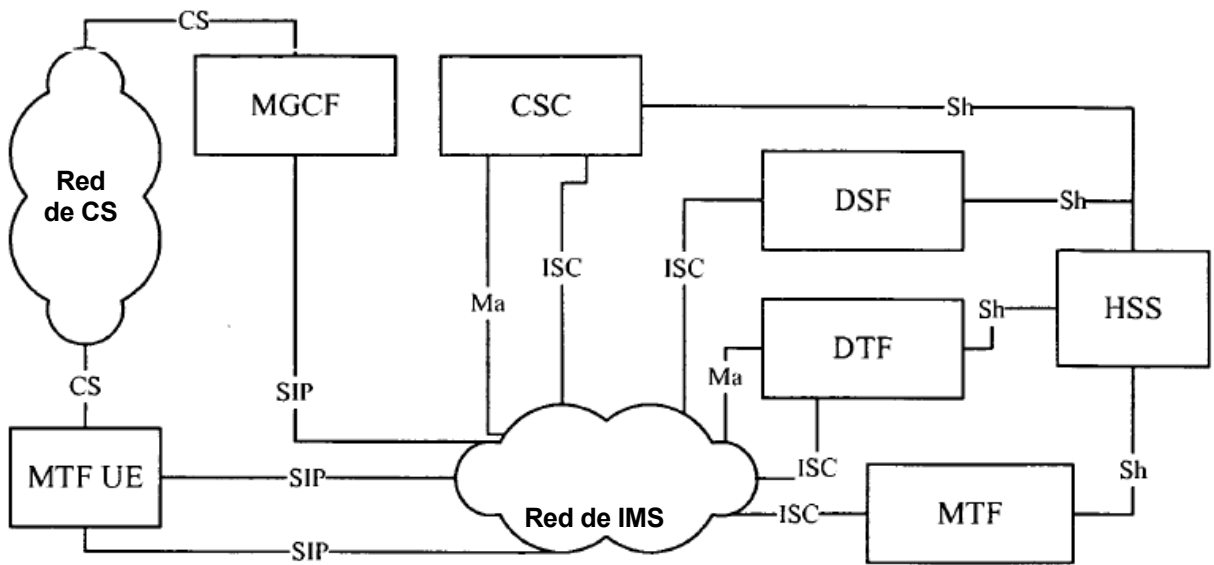 CS
MGCF
CSC
Sh
Red
de CS
DSF
Sh
ISC
ISC
Ma
HSS
Sh
DTF
Ma
CS
SIP
MTF UE
SIP
ISC
Sh
Red de IMS
ISC
MTF
SIP